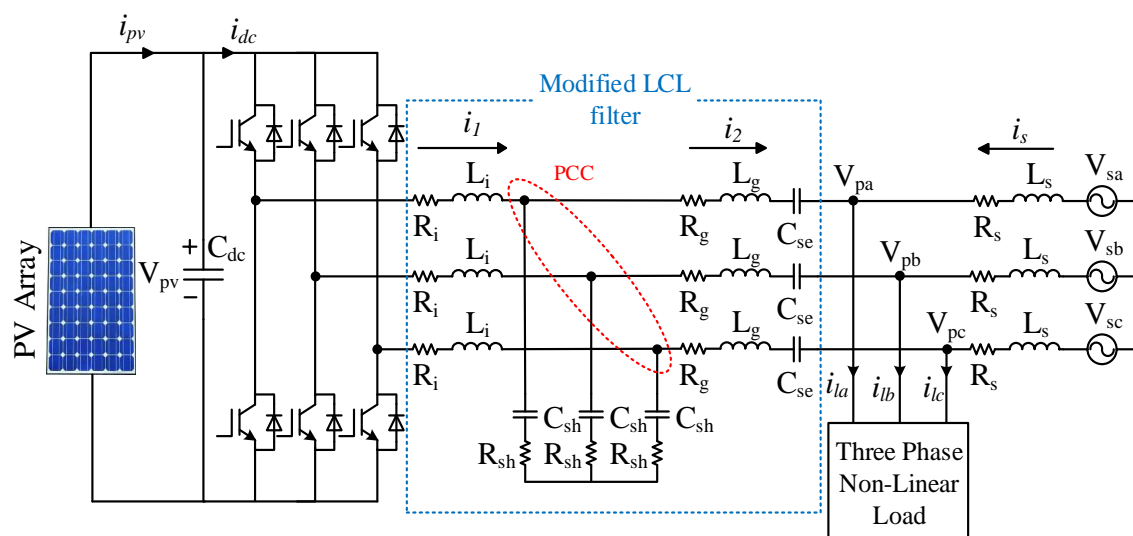 i_pv
i_dc
Modified LCL
filter
i_1
i_2
i_s
PCC
L_i
L_g
V_pa
L_s
V_sa
R_i
R_g
C_se
R_s
PV Array
V_pv
+
-
C_dc
L_i
L_g
V_pb
L_s
V_sb
R_i
R_g
C_se
R_s
L_i
L_g
V_pc
L_s
V_sc
R_i
R_g
C_se
R_s
i_la
i_lb
i_lc
C_sh
C_sh
C_sh
R_sh
R_sh
R_sh
Three Phase
Non-Linear
Load